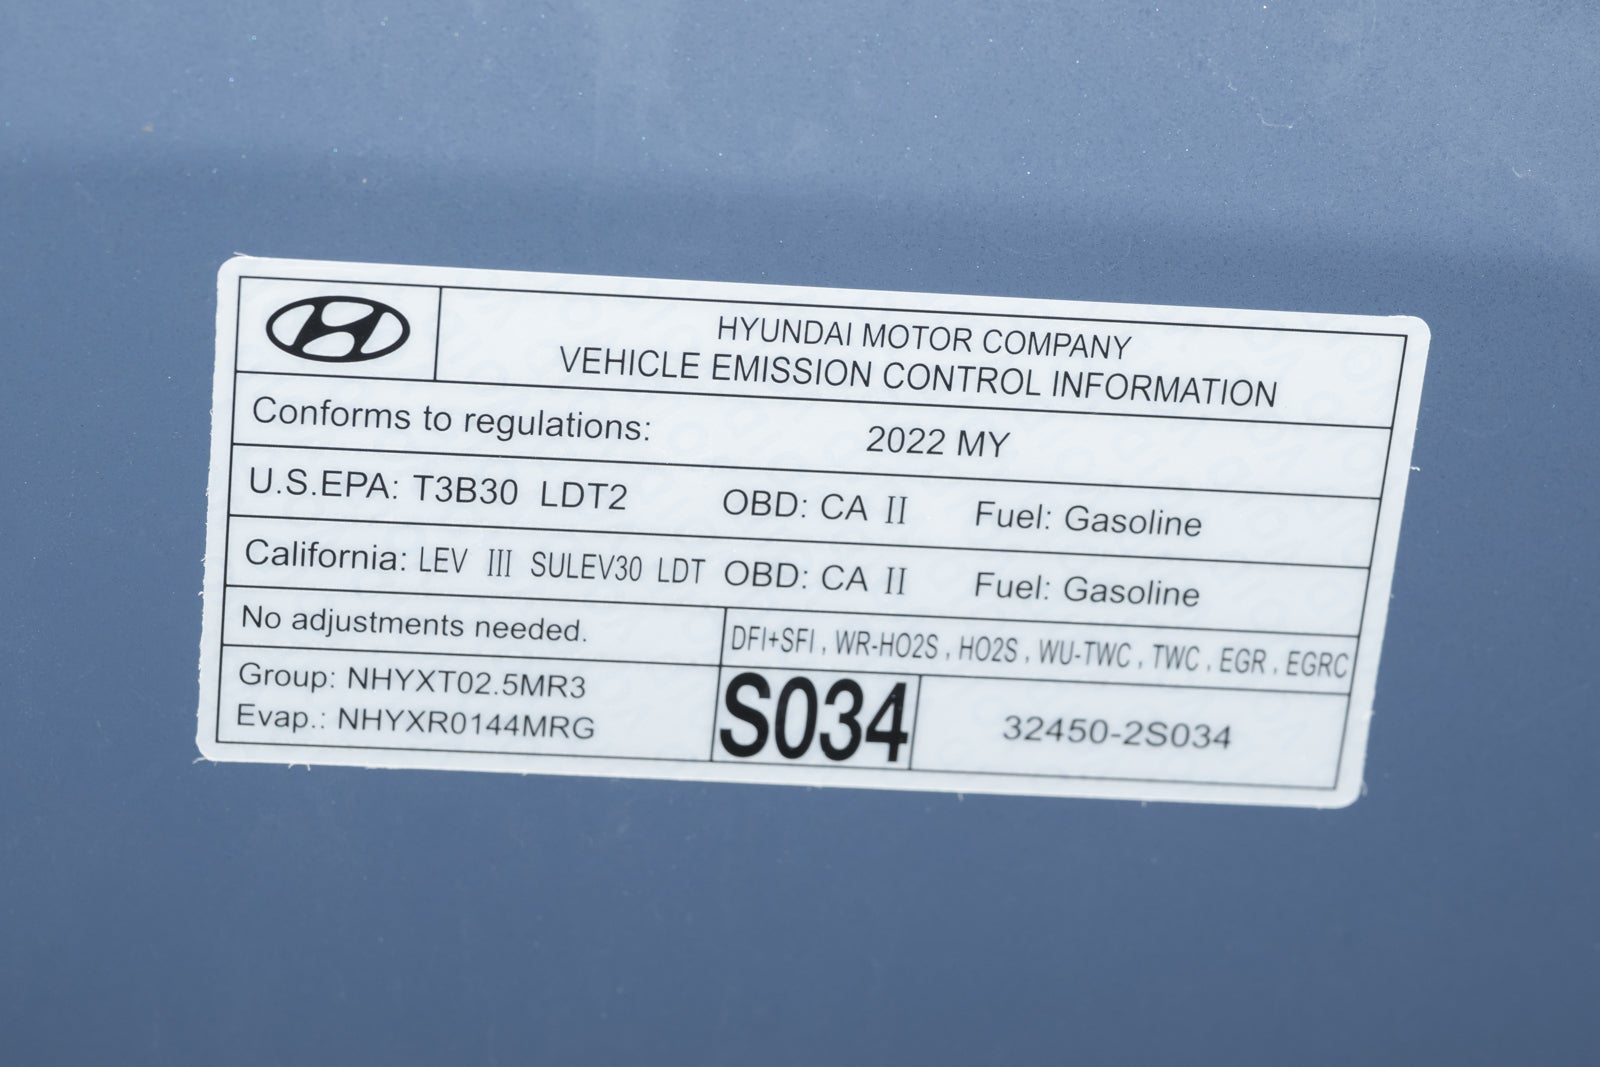 HYUNDAI MOTOR COMPANY
VEHICLE EMISSION CONTROL INFORMATION
Conforms to regulations: 2022 MY
U.S.EPA: T3B30 LDT2 OBD: CA II Fuel: Gasoline
California: LEV III SULEV30 LDT OBD: CA II Fuel: Gasoline
No adjustments needed. DFI+SFI , WR-HO2S , HO2S , WU-TWC , TWC , EGR , EGRC
Group: NHYXT02.5MR3
Evap.: NHYXR0144MRG
S034
32450-2S034